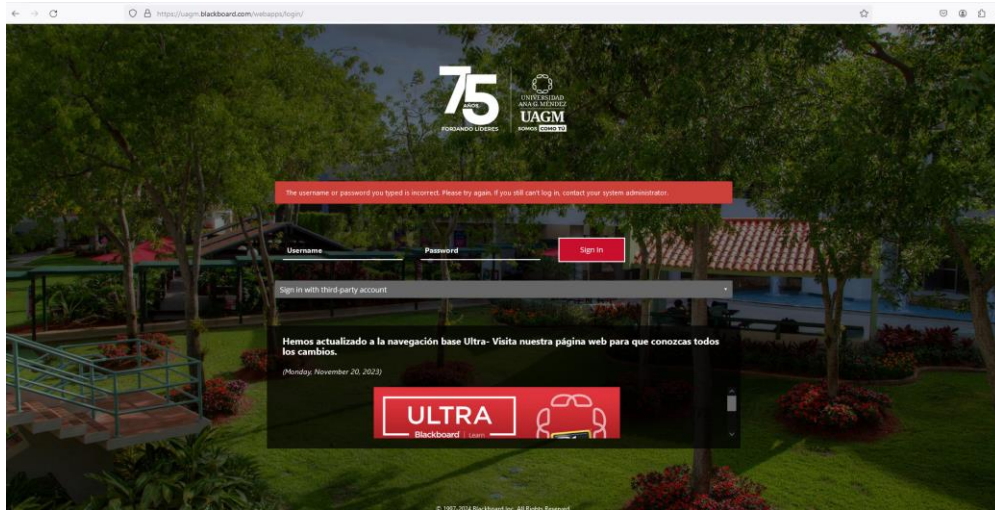 https://uagm.blackboard.com/webapps/login/
75
AÑOS
FORJANDO LÍDERES
UNIVERSIDAD
ANA G. MÉNDEZ
UAGM
SOMOS COMO TÚ
The username or password you typed is incorrect. Please try again. If you still can't log in, contact your system administrator.
Username Password Sign In
Sign in with third-party account
Hemos actualizado a la navegación base Ultra- Visita nuestra página web para que conozcas todos
los cambios.
(Monday, November 20, 2023)
ULTRA
Blackboard | Learn
© 1997-2024 Blackboard Inc. All Rights Reserved.